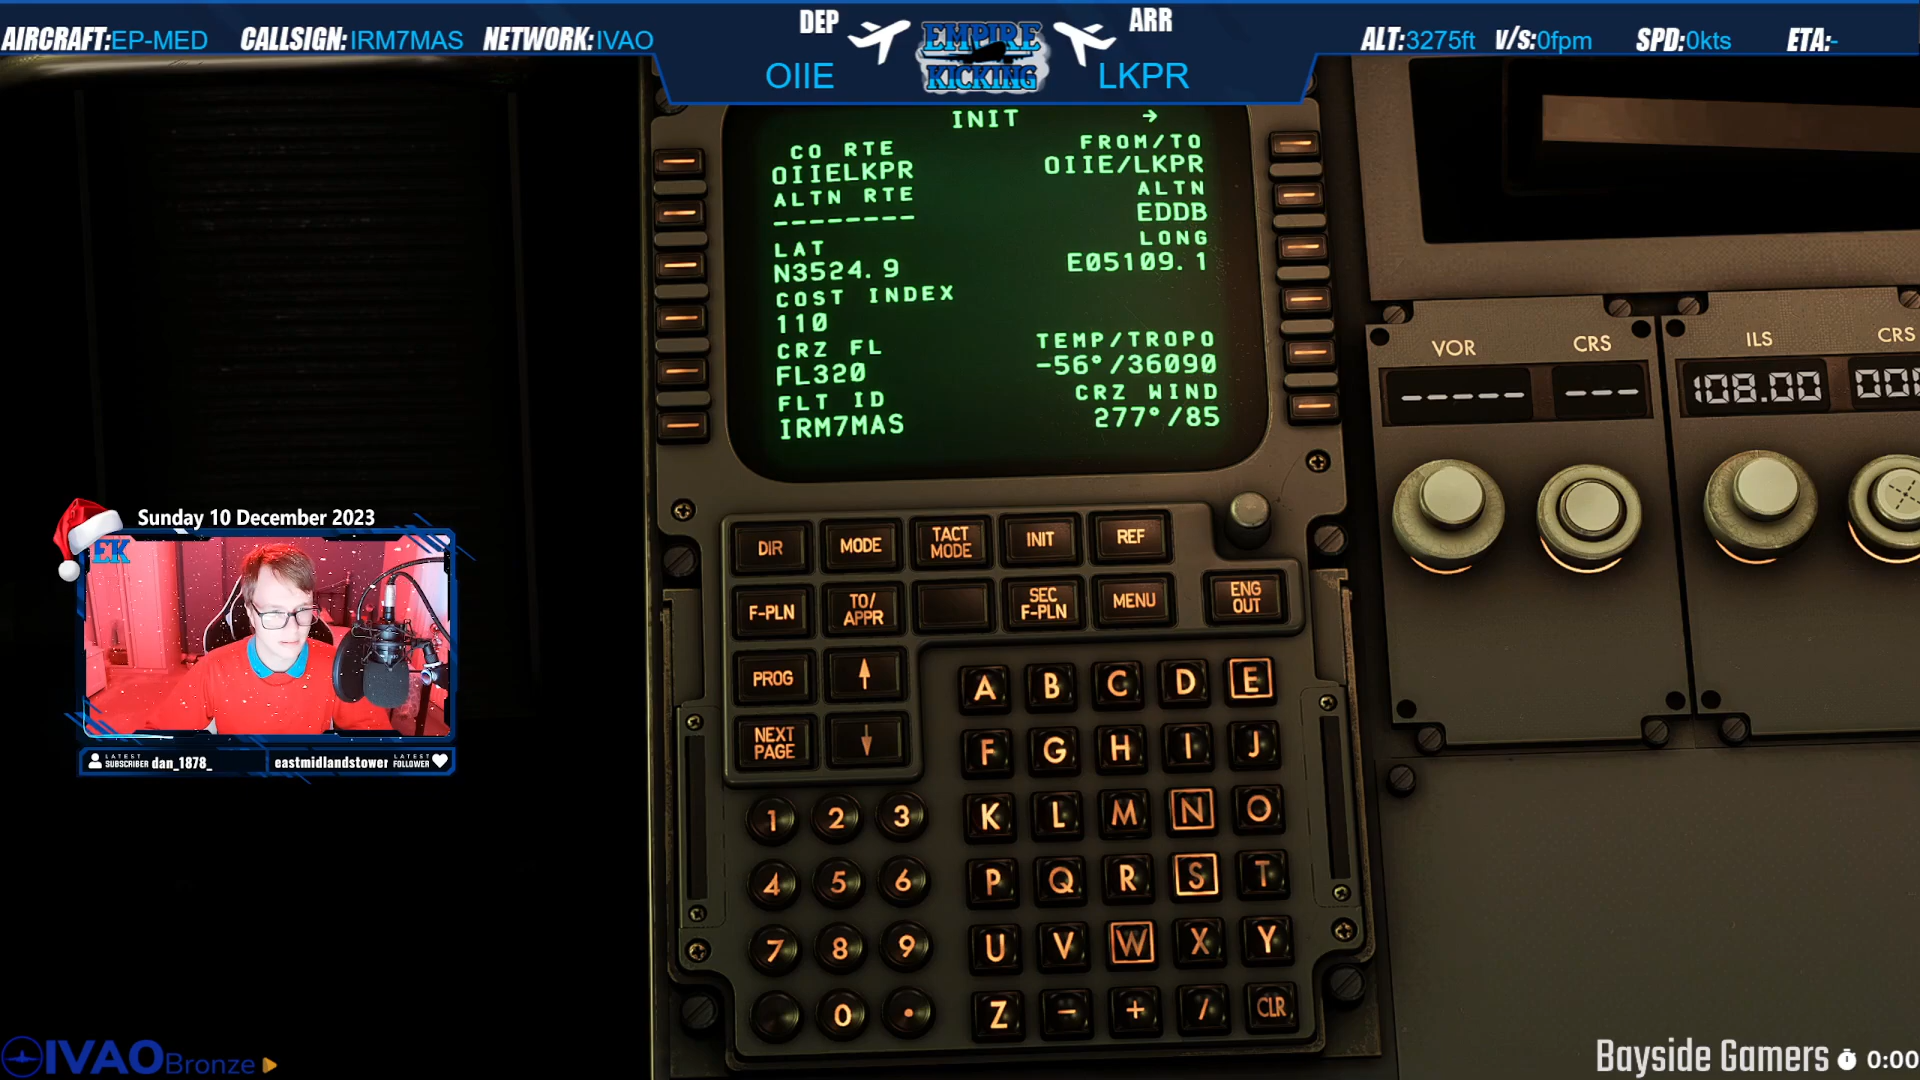 AIRCRAFT:EP-MED CALLSIGN:IRM7MAS NETWORK:IVAO
DEP
OIIE
EMPIRE
KICKING
ARR
LKPR
ALT:3275ft V/S:0fpm SPD:0kts ETA:-
INIT →
CO RTE FROM/TO
OIIELKPR OIIE/LKPR
ALTN RTE ALTN
-------- EDDB
LAT LONG
N3524.9 E05109.1
COST INDEX
110
CRZ FL TEMP/TROPO
FL320 -56°/36090
FLT ID CRZ WIND
IRM7MAS 277°/85
VOR CRS ILS CRS
----- --- 108.00 000
DIR MODE TACT MODE INIT REF
F-PLN TO/ APPR SEC F-PLN MENU ENG OUT
PROG ↑
NEXT PAGE ↓
A B C D E
F G H I J
K L M N O
P Q R S T
U V W X Y
Z - + / CLR
1 2 3
4 5 6
7 8 9
0 .
Sunday 10 December 2023
EK
LATEST SUBSCRIBER dan_1878_
eastmidlandstower LATEST FOLLOWER
IVAO Bronze
Bayside Gamers 0:00